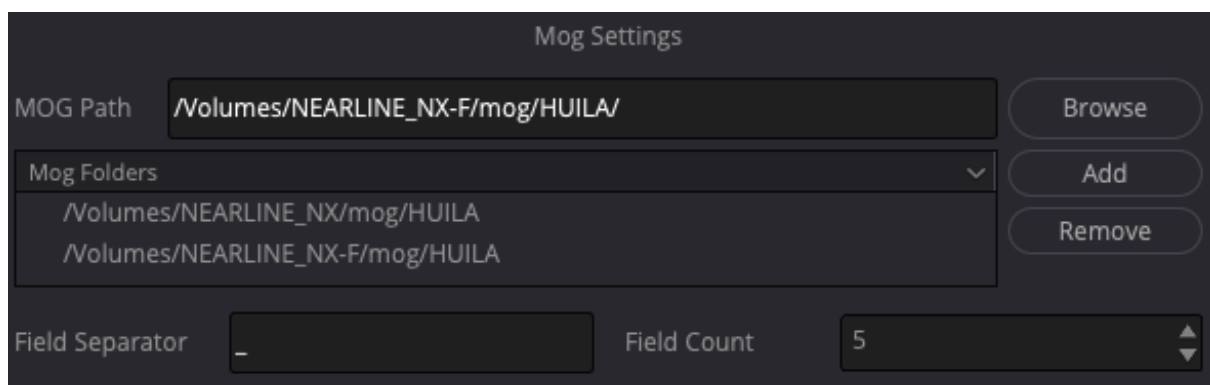 Mog Settings
MOG Path /Volumes/NEARLINE_NX-F/mog/HUILA/ Browse
Mog Folders Add
/Volumes/NEARLINE_NX/mog/HUILA
Remove
/Volumes/NEARLINE_NX-F/mog/HUILA
Field Separator _ Field Count 5